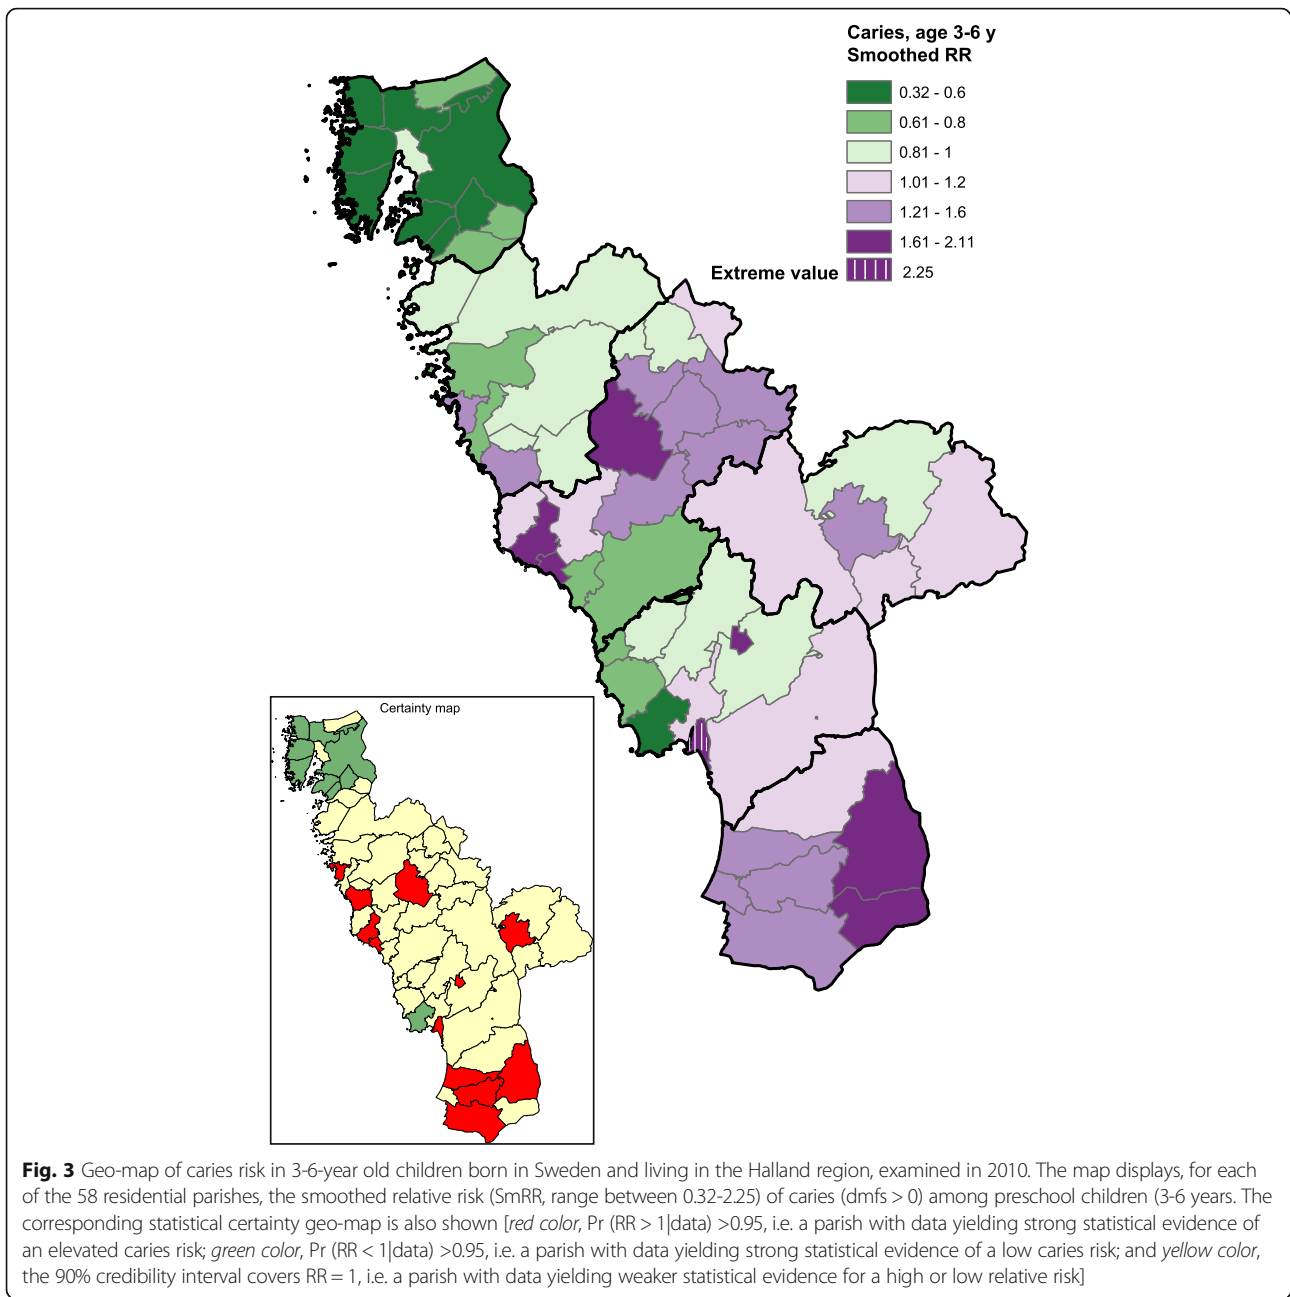 Caries, age 3-6 y
Smoothed RR
0.32 - 0.6
0.61 - 0.8
0.81 - 1
1.01 - 1.2
1.21 - 1.6
1.61 - 2.11
Extreme value 2.25
Certainty map
Fig. 3 Geo-map of caries risk in 3-6-year old children born in Sweden and living in the Halland region, examined in 2010. The map displays, for each
of the 58 residential parishes, the smoothed relative risk (SmRR, range between 0.32-2.25) of caries (dmfs > 0) among preschool children (3-6 years. The
corresponding statistical certainty geo-map is also shown [red color, Pr (RR > 1|data) >0.95, i.e. a parish with data yielding strong statistical evidence of
an elevated caries risk; green color, Pr (RR < 1|data) >0.95, i.e. a parish with data yielding strong statistical evidence of a low caries risk; and yellow color,
the 90% credibility interval covers RR = 1, i.e. a parish with data yielding weaker statistical evidence for a high or low relative risk]